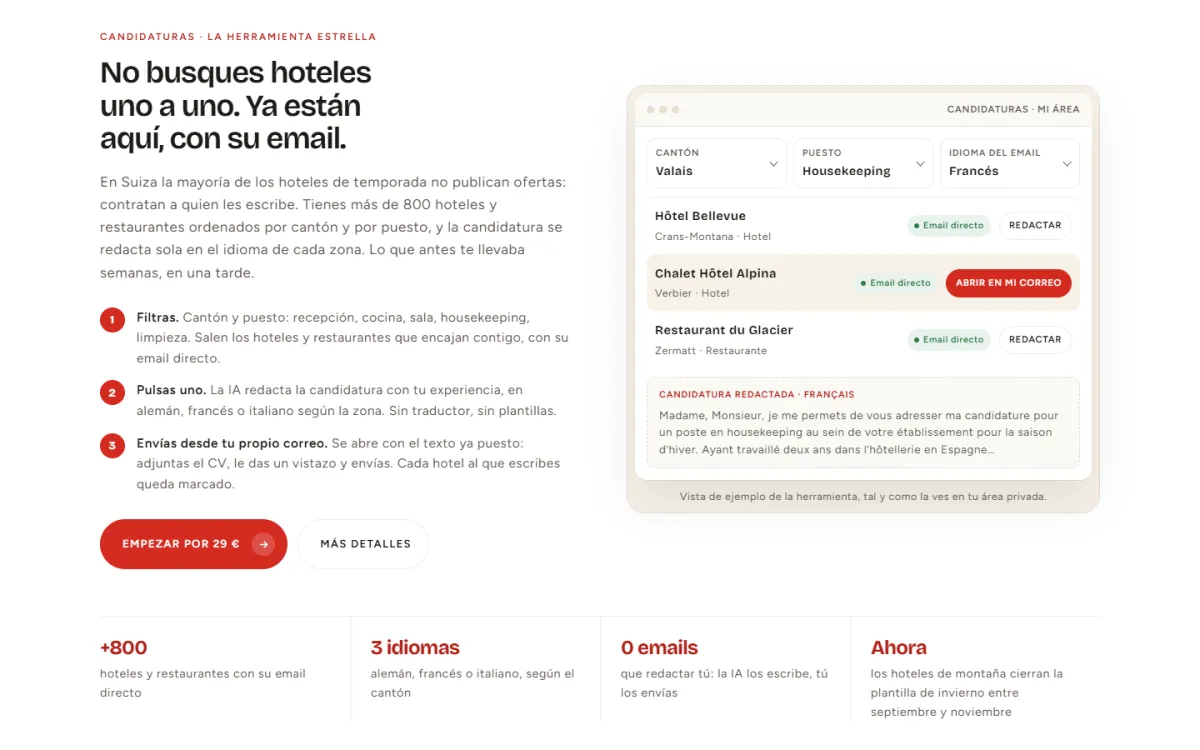 CANDIDATURAS · LA HERRAMIENTA ESTRELLA
No busques hoteles
uno a uno. Ya están
aquí, con su email.
En Suiza la mayoría de los hoteles de temporada no publican ofertas:
contratan a quien les escribe. Tienes más de 800 hoteles y
restaurantes ordenados por cantón y por puesto, y la candidatura se
redacta sola en el idioma de cada zona. Lo que antes te llevaba
semanas, en una tarde.
1 Filtras. Cantón y puesto: recepción, cocina, sala, housekeeping,
limpieza. Salen los hoteles y restaurantes que encajan contigo, con su
email directo.
2 Pulsas uno. La IA redacta la candidatura con tu experiencia, en
alemán, francés o italiano según la zona. Sin traductor, sin plantillas.
3 Envías desde tu propio correo. Se abre con el texto ya puesto:
adjuntas el CV, le das un vistazo y envías. Cada hotel al que escribes
queda marcado.
EMPEZAR POR 29 € →
MÁS DETALLES
CANDIDATURAS · MI ÁREA
CANTÓN
Valais
PUESTO
Housekeeping
IDIOMA DEL EMAIL
Francés
Hôtel Bellevue
Crans-Montana · Hotel
Email directo
REDACTAR
Chalet Hôtel Alpina
Verbier · Hotel
Email directo
ABRIR EN MI CORREO
Restaurant du Glacier
Zermatt · Restaurante
Email directo
REDACTAR
CANDIDATURA REDACTADA · FRANÇAIS
Madame, Monsieur, je me permets de vous adresser ma candidature pour
un poste en housekeeping au sein de votre établissement pour la saison
d'hiver. Ayant travaillé deux ans dans l'hôtellerie en Espagne…
Vista de ejemplo de la herramienta, tal y como la ves en tu área privada.
+800
hoteles y restaurantes con su email
directo
3 idiomas
alemán, francés o italiano, según el
cantón
0 emails
que redactar tú: la IA los escribe, tú
los envías
Ahora
los hoteles de montaña cierran la
plantilla de invierno entre
septiembre y noviembre